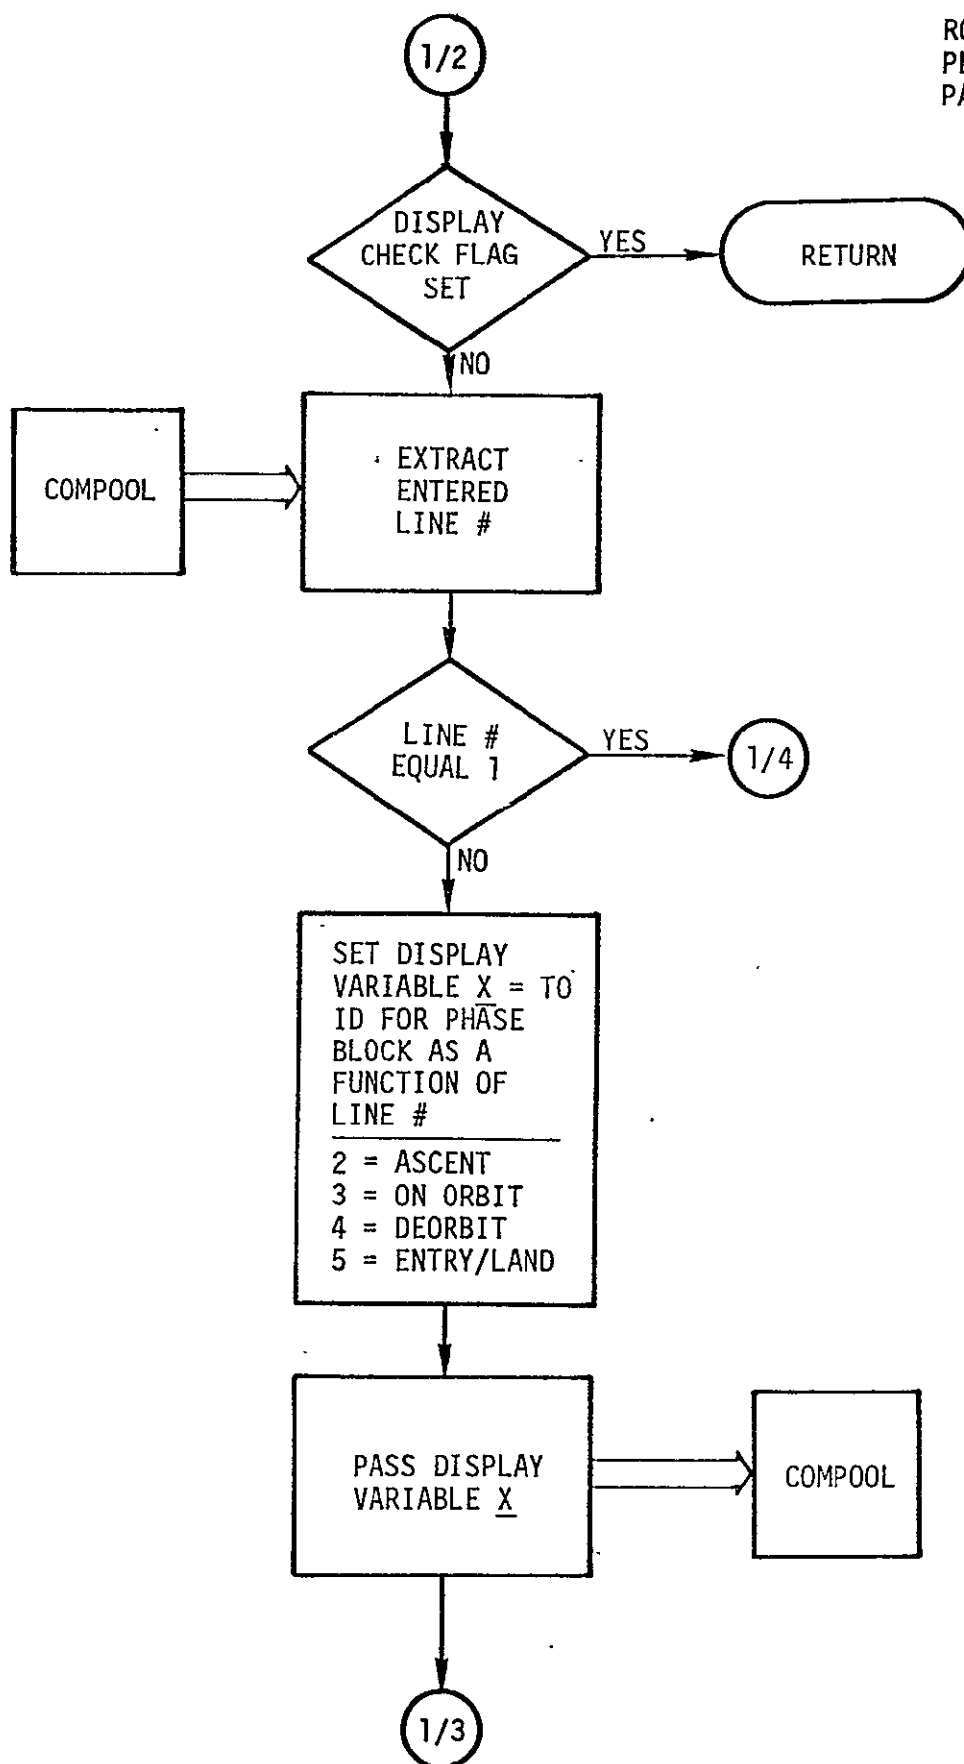 1/2
DISPLAY
CHECK FLAG
SET
YES
RETURN
NO
COMPOOL
EXTRACT
ENTERED
LINE #
LINE #
EQUAL 1
YES
1/4
NO
SET DISPLAY
VARIABLE X = TO
ID FOR PHASE
BLOCK AS A
FUNCTION OF
LINE #
2 = ASCENT
3 = ON ORBIT
4 = DEORBIT
5 = ENTRY/LAND
PASS DISPLAY
VARIABLE X
COMPOOL
1/3